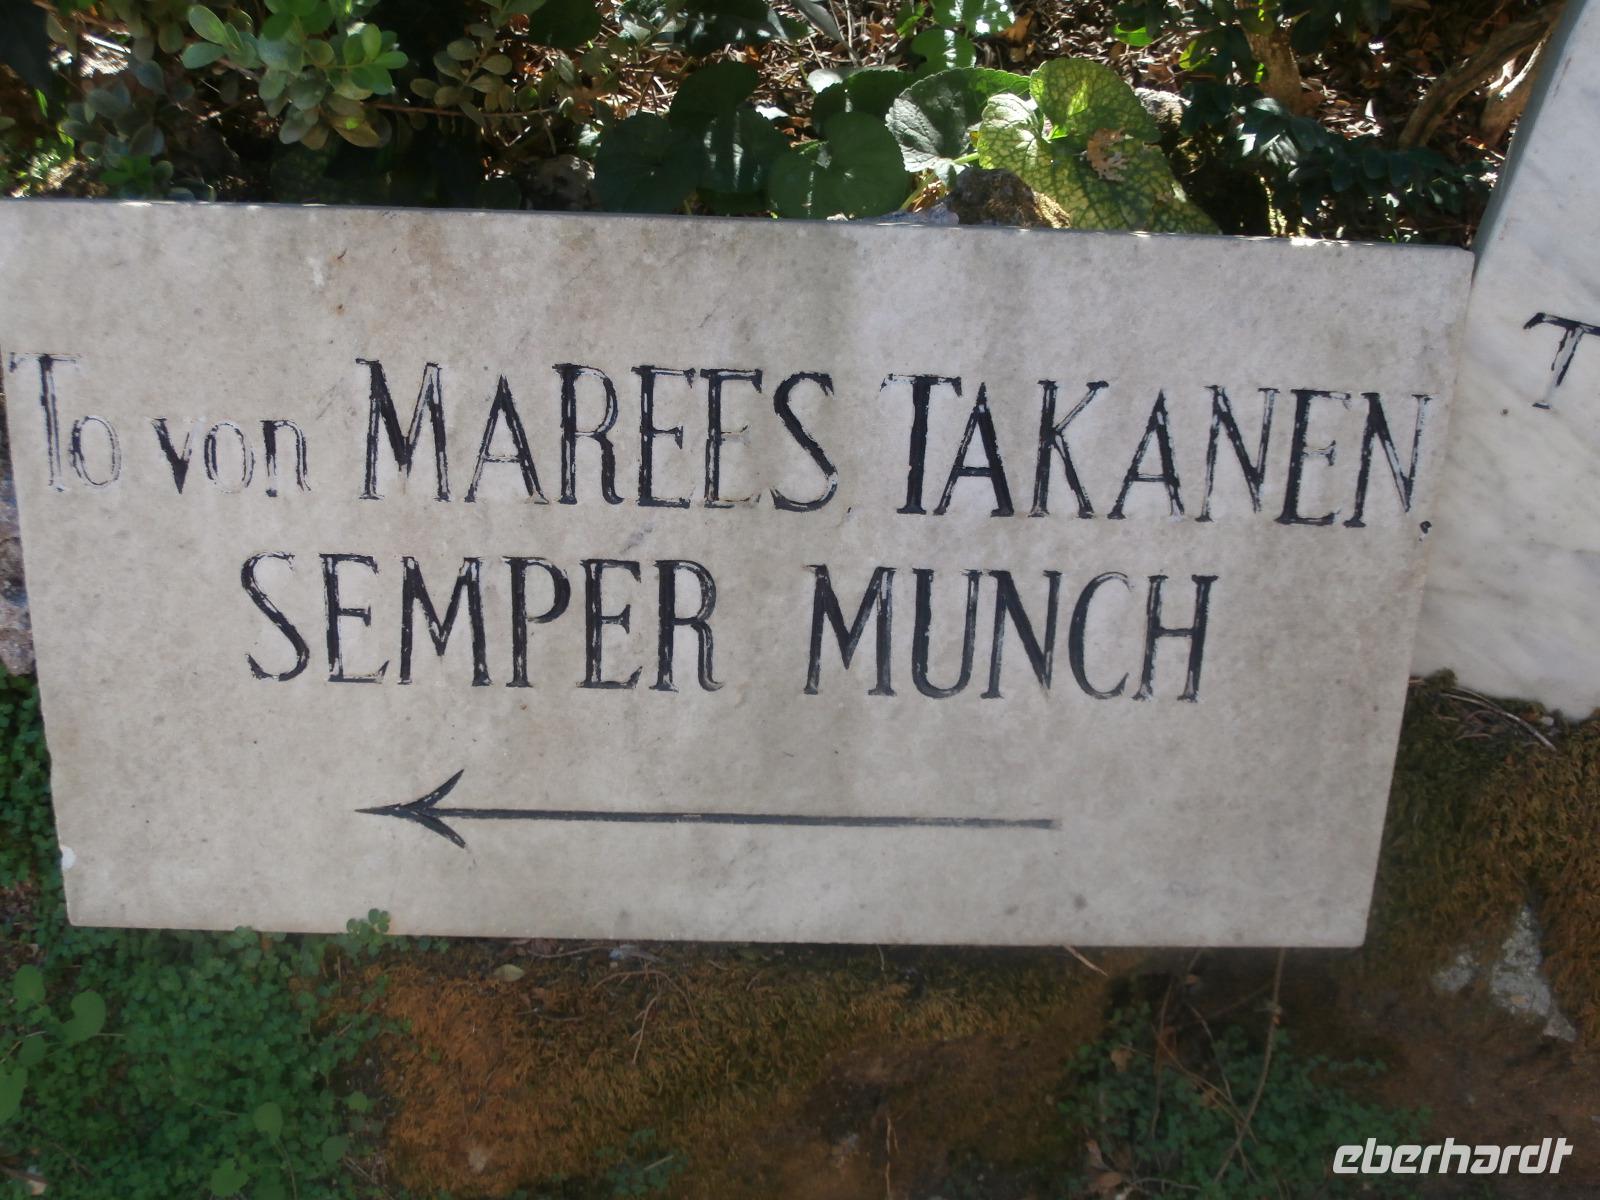 To von MAREES, TAKANEN,
SEMPER MUNCH
T
eberhardt